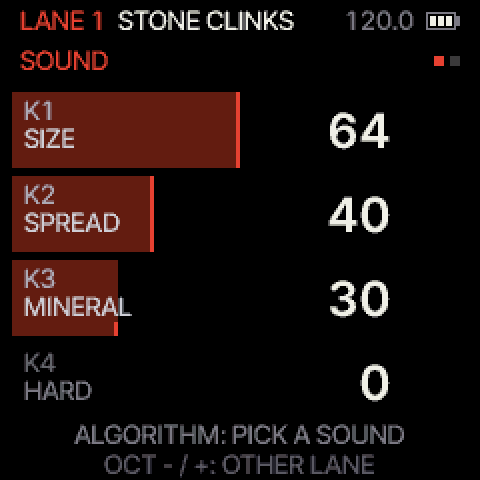 LANE 1 STONE CLINKS 120.0
SOUND
K1
SIZE 64
K2
SPREAD 40
K3
MINERAL 30
K4
HARD 0
ALGORITHM: PICK A SOUND
OCT - / +: OTHER LANE